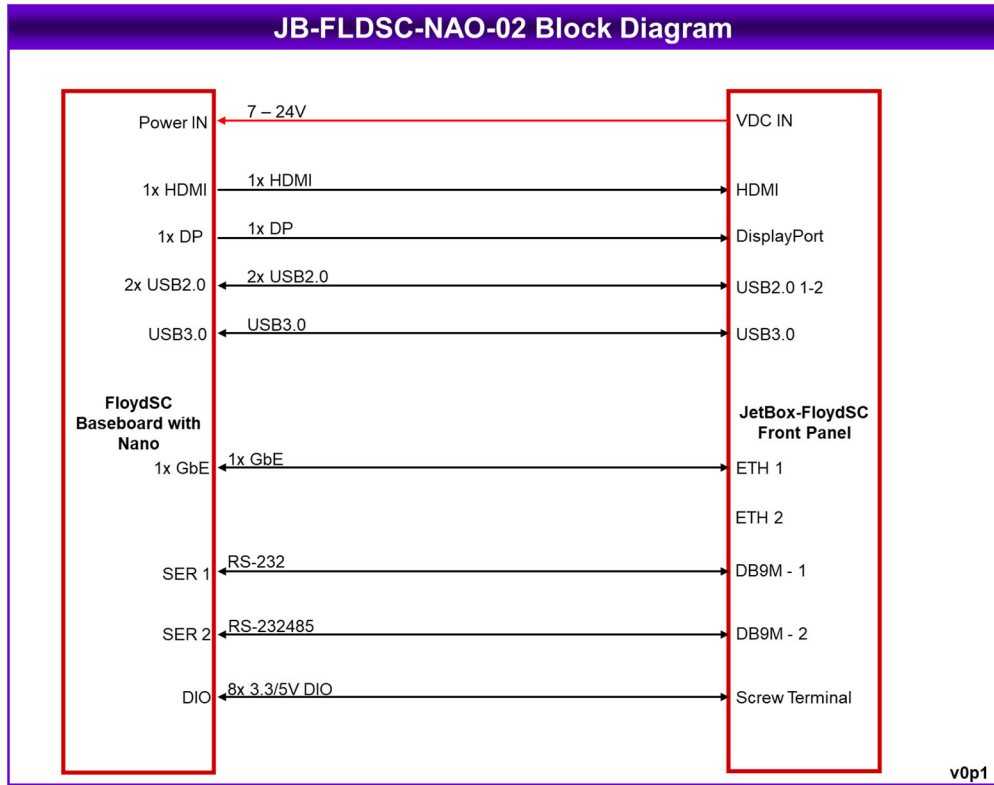 JB-FLDSC-NAO-02 Block Diagram
Power IN
7 – 24V
VDC IN
1x HDMI
1x HDMI
HDMI
1x DP
1x DP
DisplayPort
2x USB2.0
2x USB2.0
USB2.0 1-2
USB3.0
USB3.0
USB3.0
FloydSC
Baseboard with
Nano
JetBox-FloydSC
Front Panel
1x GbE
1x GbE
ETH 1
ETH 2
SER 1
RS-232
DB9M - 1
SER 2
RS-232485
DB9M - 2
DIO
8x 3.3/5V DIO
Screw Terminal
v0p1